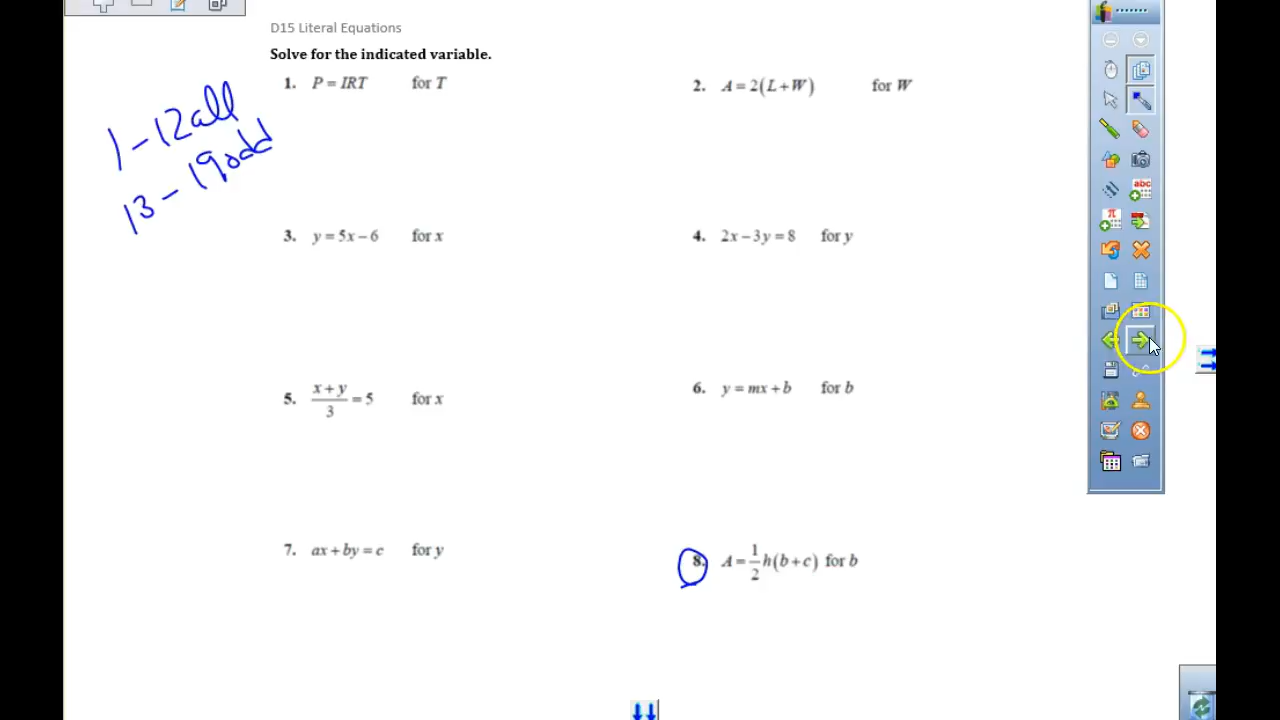 D15 Literal Equations
Solve for the indicated variable.
1. P = IRT for T
2. A = 2(L+W) for W
1-12 all
13-19 odd
3. y = 5x - 6 for x
4. 2x - 3y = 8 for y
5. x + y / 3 = 5 for x
6. y = mx + b for b
7. ax + by = c for y
8. A = 1/2 h(b+c) for b
abc
π